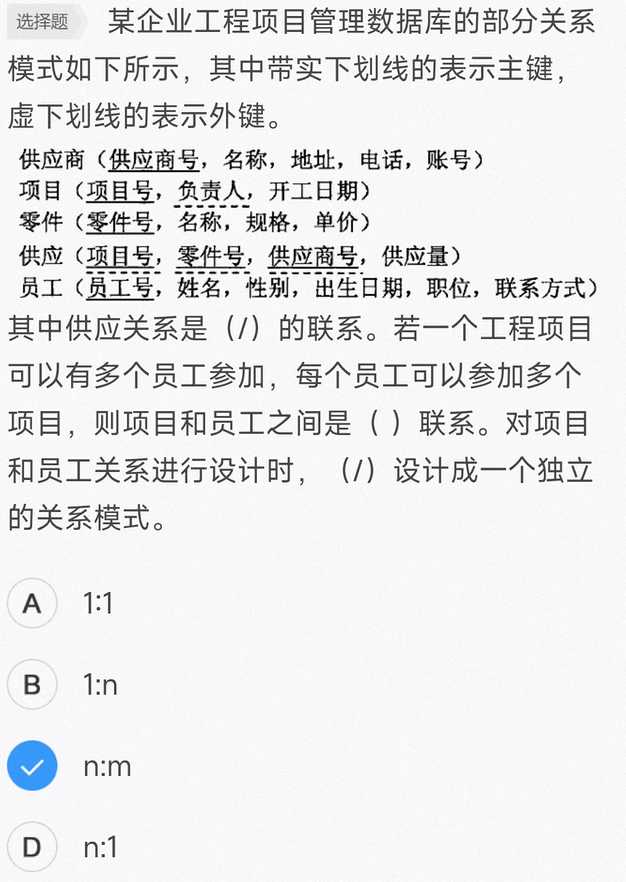 选择题 某企业工程项目管理数据库的部分关系
模式如下所示，其中带实下划线的表示主键，
虚下划线的表示外键。
供应商（供应商号，名称，地址，电话，账号）
项目（项目号，负责人，开工日期）
零件（零件号，名称，规格，单价）
供应（项目号，零件号，供应商号，供应量）
员工（员工号，姓名，性别，出生日期，职位，联系方式）
其中供应关系是（/）的联系。若一个工程项目
可以有多个员工参加，每个员工可以参加多个
项目，则项目和员工之间是（ ）联系。对项目
和员工关系进行设计时，（/）设计成一个独立
的关系模式。
A 1:1
B 1:n
n:m
D n:1